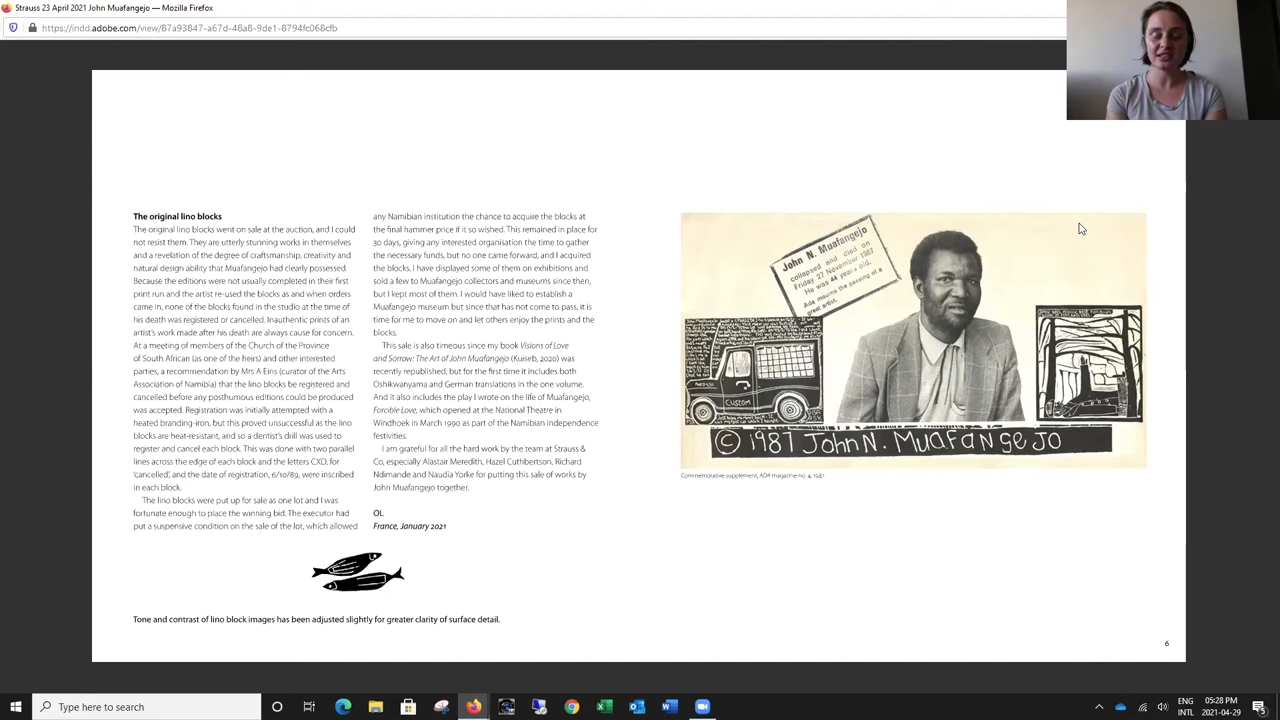 Strauss 23 April 2021 John Muafangejo — Mozilla Firefox
https://indd.adobe.com/view/87a93847-a67d-48a8-9de1-8794fc068cfb
The original lino blocks
The original lino blocks went on sale at the auction, and I could
not resist them. They are utterly stunning works in themselves
and a revelation of the degree of craftsmanship, creativity and
natural design ability that Muafangejo had clearly possessed.
Because the editions were not usually completed in their first
print run and the artist re-used the blocks as and when orders
came in, none of the blocks found in the studio at the time of
his death was registered or cancelled. Inauthentic prints of an
artist's work made after his death are always cause for concern.
At a meeting of members of the Church of the Province
of South African (as one of the heirs) and other interested
parties, a recommendation by Mrs A Eins (curator of the Arts
Association of Namibia) that the lino blocks be registered and
cancelled before any posthumous editions could be produced
was accepted. Registration was initially attempted with a
heated branding-iron, but this proved unsuccessful as the lino
blocks are heat-resistant, and so a dentist's drill was used to
register and cancel each block. This was done with two parallel
lines across the edge of each block and the letters CXO, for
'cancelled', and the date of registration, 6/10/89, were inscribed
in each block.
The lino blocks were put up for sale as one lot and I was
fortunate enough to place the winning bid. The executor had
put a suspensive condition on the sale of the lot, which allowed
any Namibian institution the chance to acquire the blocks at
the final hammer price if it so wished. This remained in place for
30 days, giving any interested organisation the time to gather
the necessary funds, but no one came forward, and I acquired
the blocks. I have displayed some of them on exhibitions and
sold a few to Muafangejo collectors and museums since then,
but I kept most of them. I would have liked to establish a
Muafangejo museum but since that has not come to pass, it is
time for me to move on and let others enjoy the prints and the
blocks.
This sale is also timeous since my book Visions of Love
and Sorrow: The Art of John Muafangejo (Kuiseb, 2020) was
recently republished, but for the first time it includes both
Oshikwanyama and German translations in the one volume.
And it also includes the play I wrote on the life of Muafangejo,
Forcible Love, which opened at the National Theatre in
Windhoek in March 1990 as part of the Namibian independence
festivities.
I am grateful for all the hard work by the team at Strauss &
Co, especially Alastair Meredith, Hazel Cuthbertson, Richard
Ndimande and Naudia Yorke for putting this sale of works by
John Muafangejo together.
OL
France, January 2021
Tone and contrast of lino block images has been adjusted slightly for greater clarity of surface detail.
John N. Muafangejo
collapsed and died on
Friday 27 November 1987
He was 44 years old.
Ada mourns the passing of a
great artist.
CUSTOM
© 1987 John N. MuaFanGeJo
Commemorative supplement, ADA magazine no. 4, 1987.
6
Type here to search
ENG
INTL
05:28 PM
2021-04-29